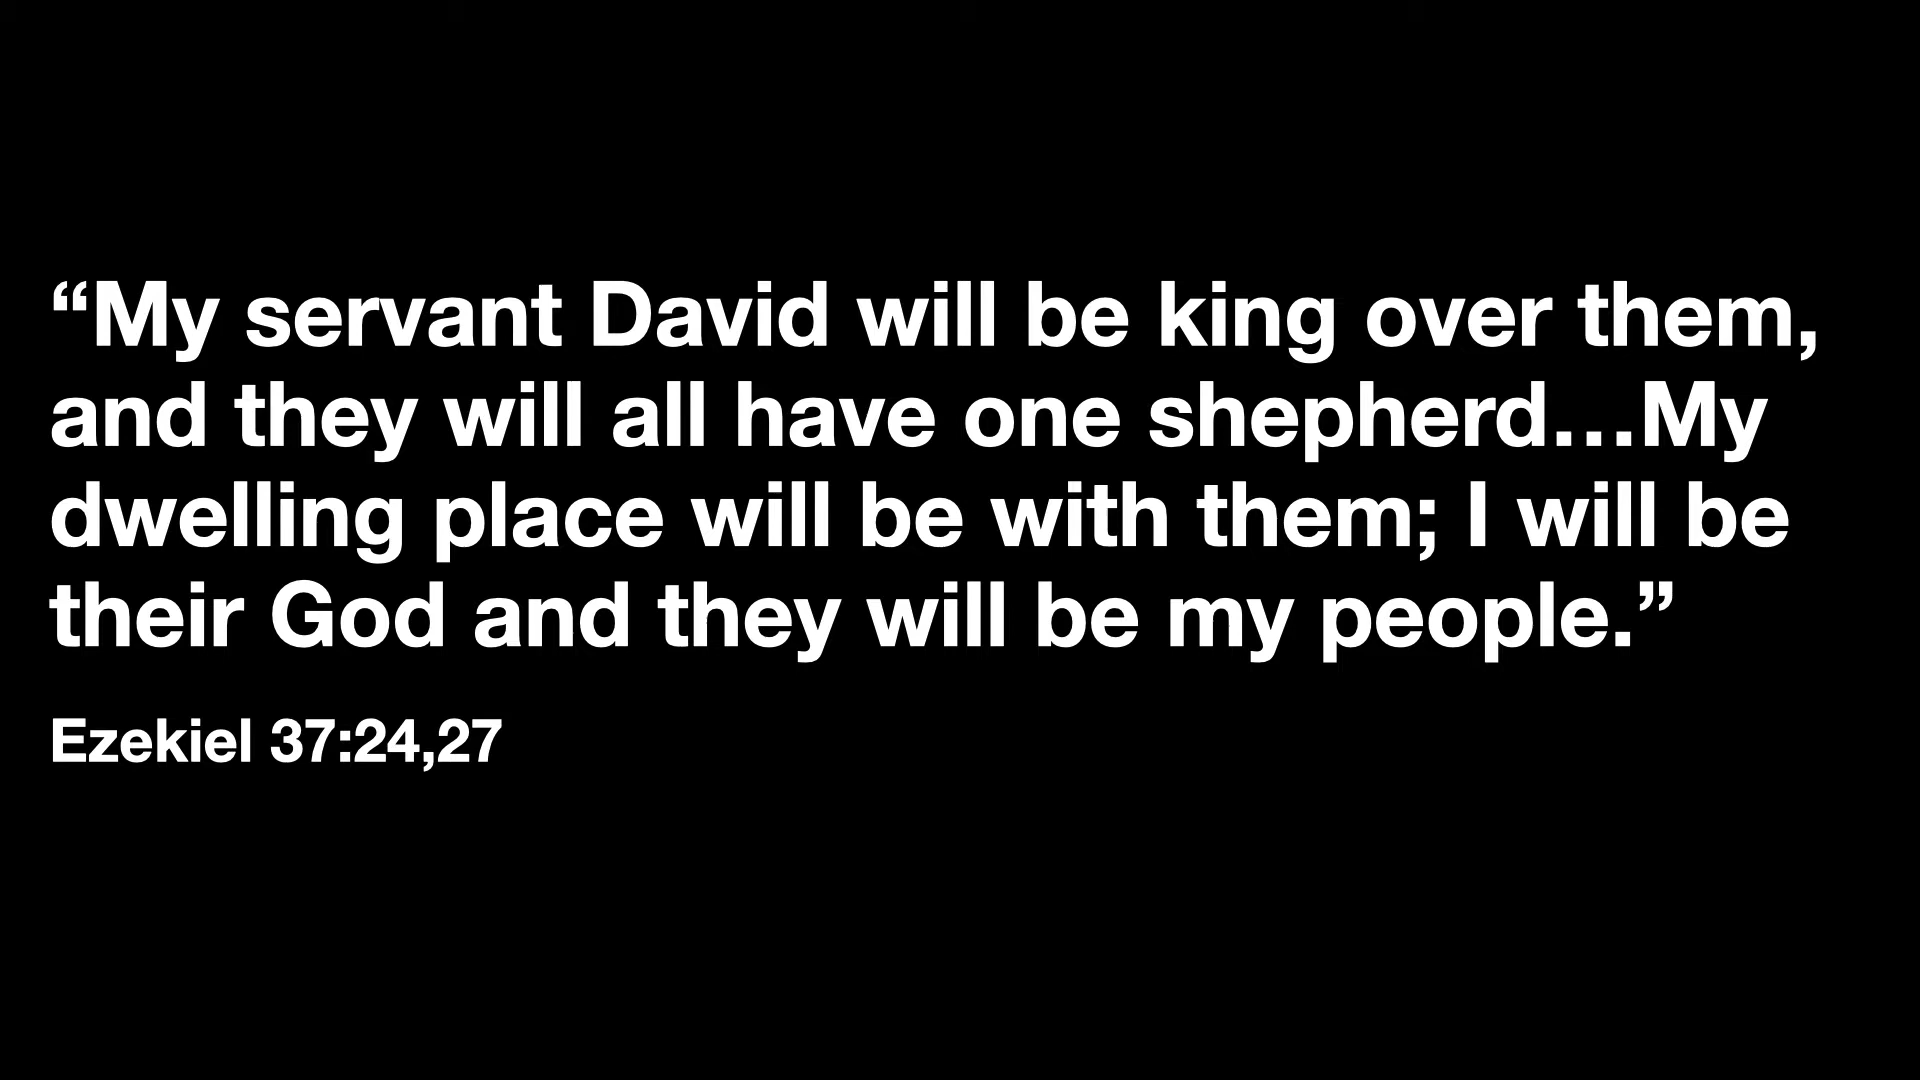 “My servant David will be king over them,
and they will all have one shepherd…My
dwelling place will be with them; I will be
their God and they will be my people.”
Ezekiel 37:24,27